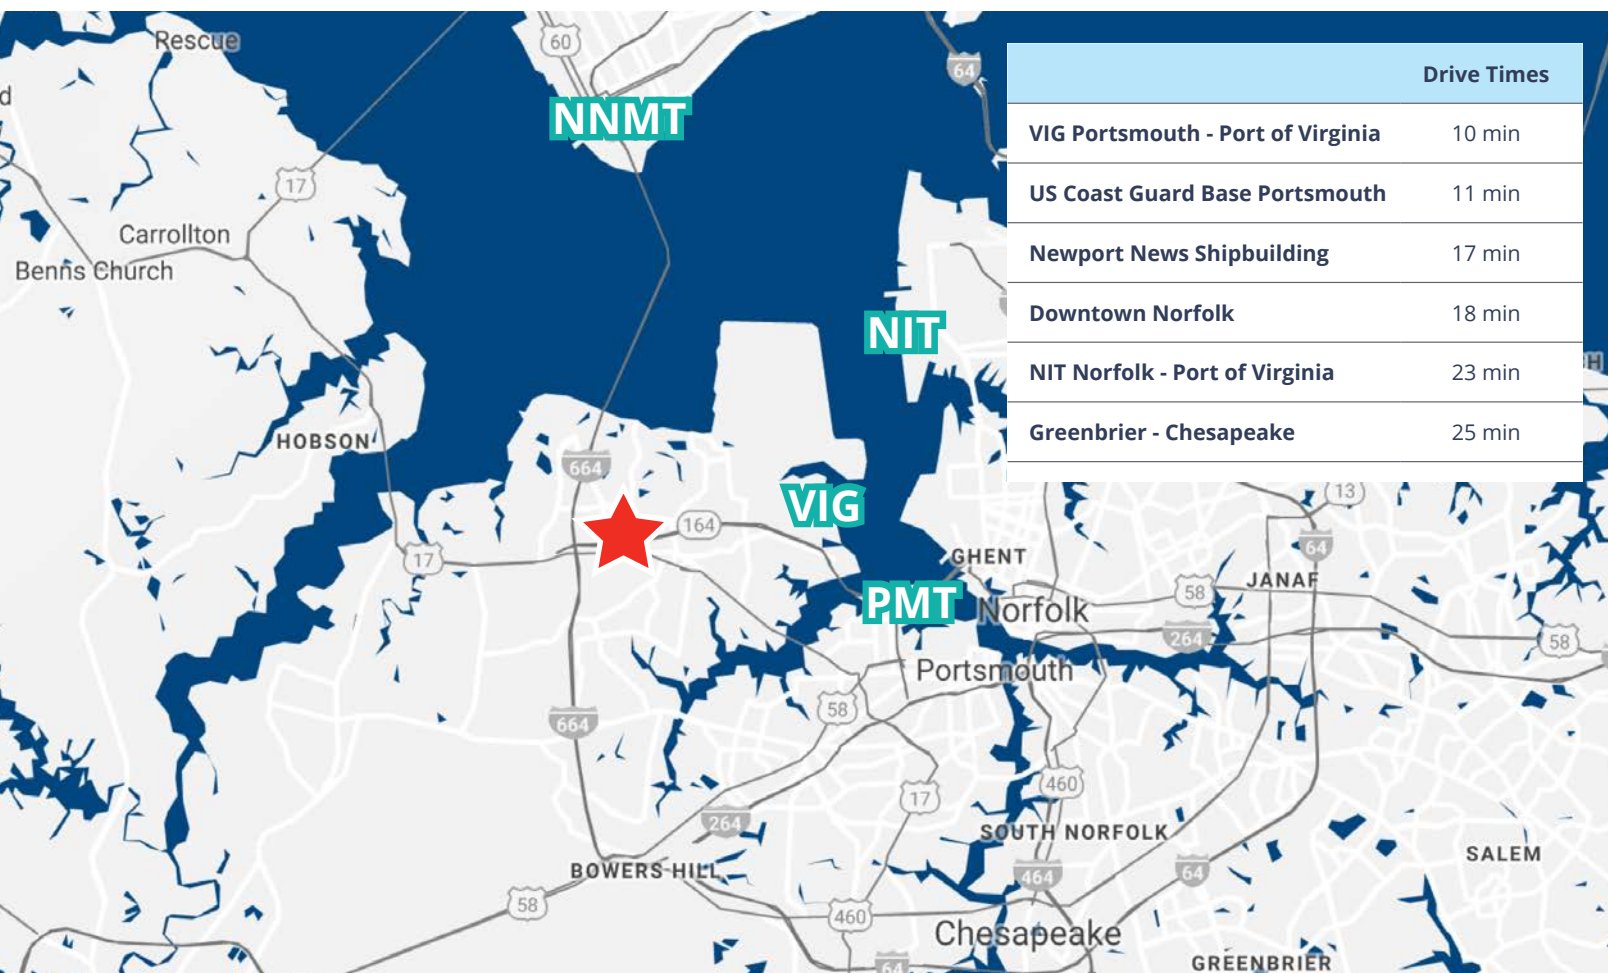 Rescue
60
64
Drive Times
d
NNMT
VIG Portsmouth - Port of Virginia 10 min
17
US Coast Guard Base Portsmouth 11 min
Carrollton
Benns Church
Newport News Shipbuilding 17 min
NIT
Downtown Norfolk 18 min
H
NIT Norfolk - Port of Virginia 23 min
HOBSON
Greenbrier - Chesapeake 25 min
664
13
VIG
164
17
GHENT
64
JANAF
58
PMT
Norfolk
264
58
Portsmouth
58
664
460
17
264
SOUTH NORFOLK
SALEM
BOWERS HILL
464
64
58
460
Chesapeake
GREENBRIER
64